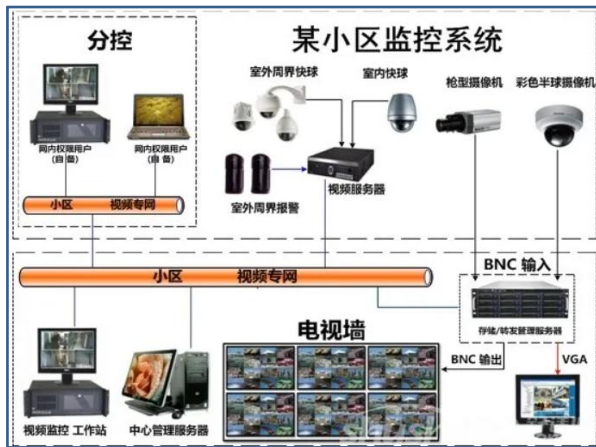 分控
某小区监控系统
室外周界快球
室内快球
枪型摄像机
彩色半球摄像机
网内权限用户
(自 备)
网内权限用户
(自 备)
视频服务器
室外周界报警
小区 视频专网
小区 视频专网
BNC 输入
存储/转发管理服务器
电视墙
BNC 输出
VGA
视频监控 工作站
中心管理服务器